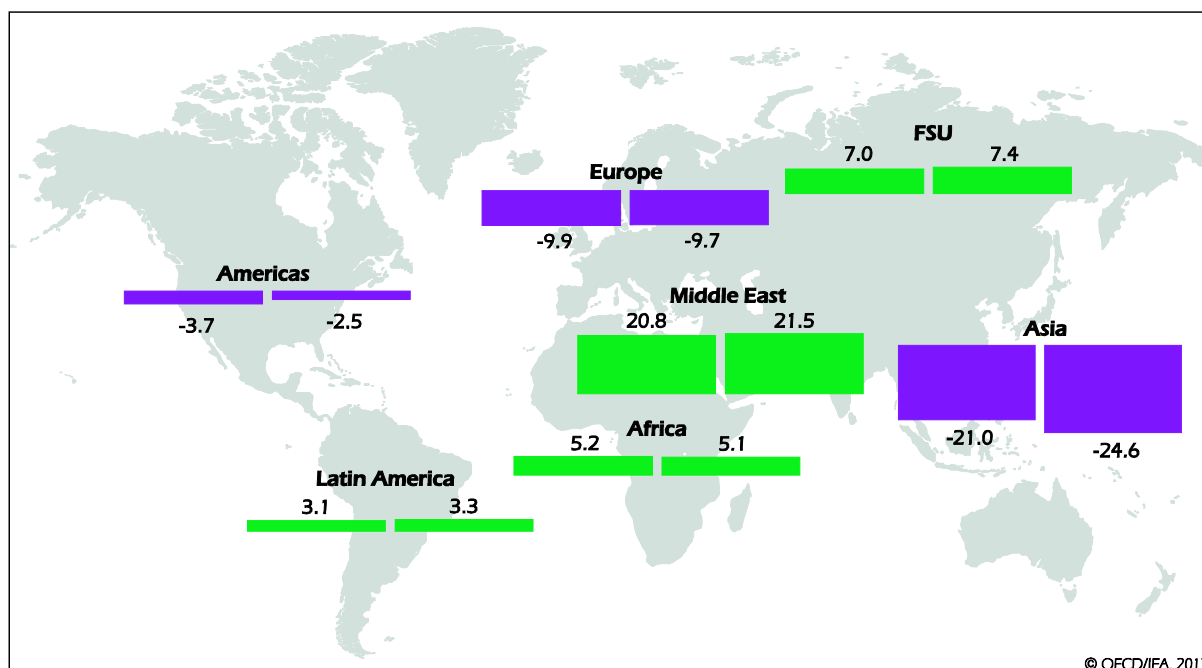 FSU
7.0 7.4
Europe
-9.9 -9.7
Americas
-3.7 -2.5
Middle East
20.8 21.5
Asia
-21.0 -24.6
Africa
5.2 5.1
Latin America
3.1 3.3
© OECD/IEA,